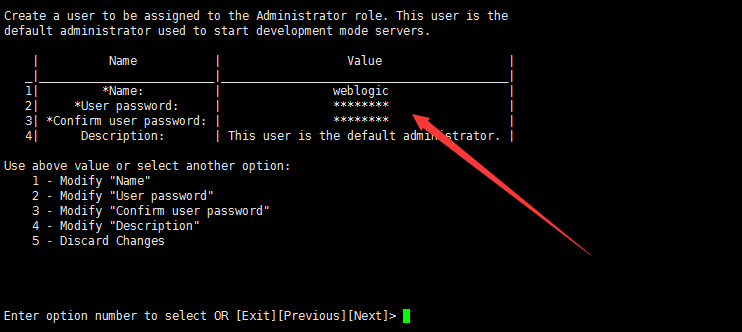 Create a user to be assigned to the Administrator role. This user is the
default administrator used to start development mode servers.
| Name | Value |
_|_________________________|_________________________________________|
1| *Name: | weblogic |
2| *User password: | ******** |
3| *Confirm user password: | ******** |
4| Description: | This user is the default administrator. |
Use above value or select another option:
1 - Modify "Name"
2 - Modify "User password"
3 - Modify "Confirm user password"
4 - Modify "Description"
5 - Discard Changes
Enter option number to select OR [Exit][Previous][Next]>